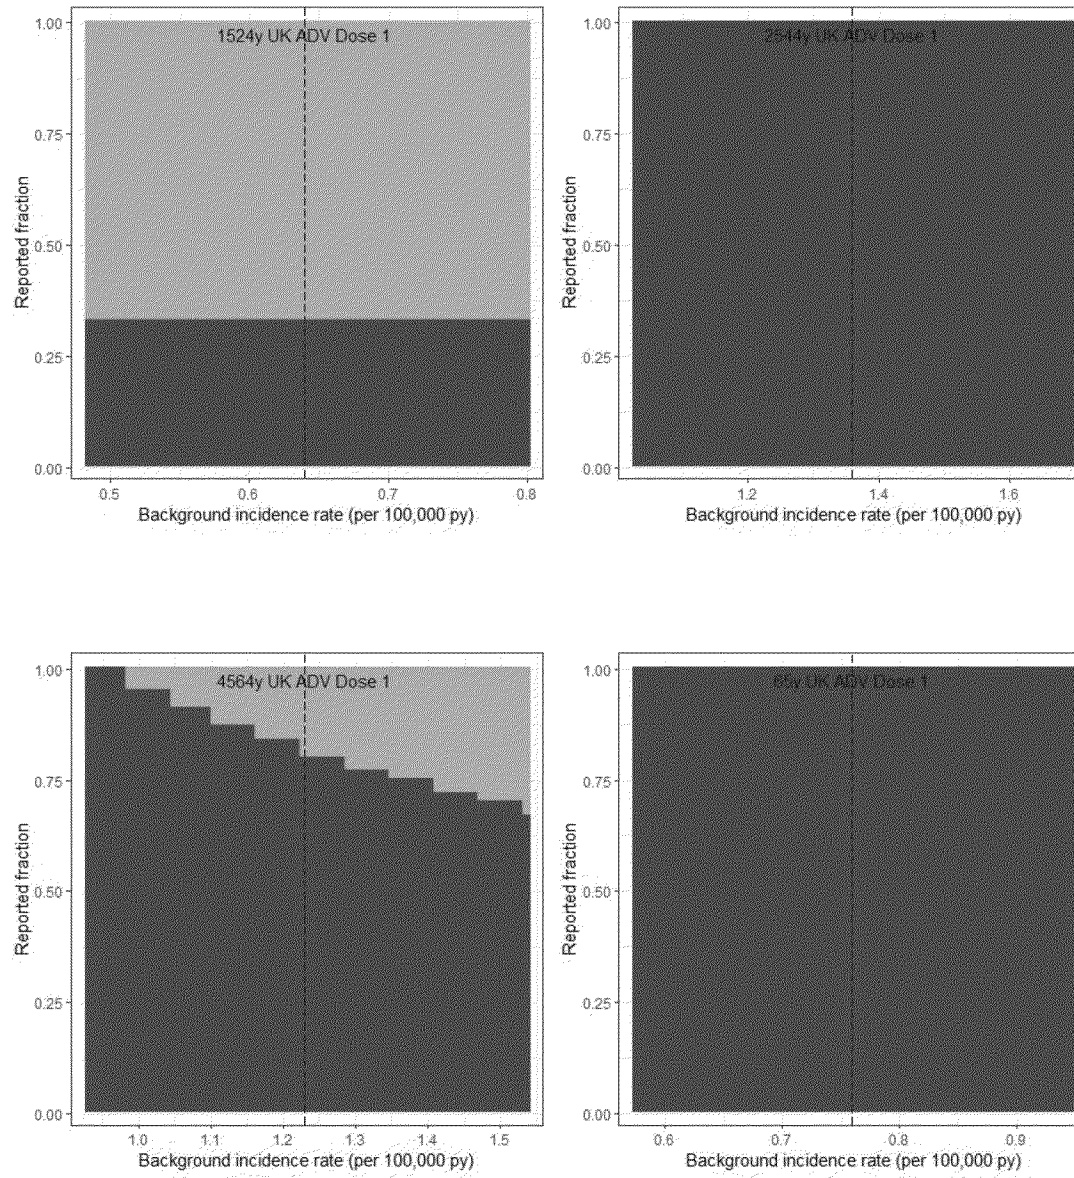 1524y UK ADV Dose 1
1.00
0.75
0.50
0.25
0.00
Reported fraction
0.5 0.6 0.7 0.8
Background incidence rate (per 100,000 py)
2544y UK ADV Dose 1
1.00
0.75
0.50
0.25
0.00
Reported fraction
1.2 1.4 1.6
Background incidence rate (per 100,000 py)
4564y UK ADV Dose 1
1.00
0.75
0.50
0.25
0.00
Reported fraction
1.0 1.1 1.2 1.3 1.4 1.5
Background incidence rate (per 100,000 py)
65y UK ADV Dose 1
1.00
0.75
0.50
0.25
0.00
Reported fraction
0.6 0.7 0.8 0.9
Background incidence rate (per 100,000 py)